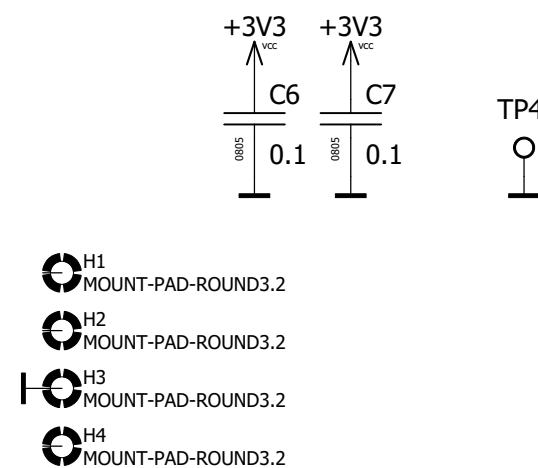 +3V3 +3V3
vcc vcc
C6 C7 TP4
0805 0.1 0805 0.1
H1
MOUNT-PAD-ROUND3.2
H2
MOUNT-PAD-ROUND3.2
H3
MOUNT-PAD-ROUND3.2
H4
MOUNT-PAD-ROUND3.2